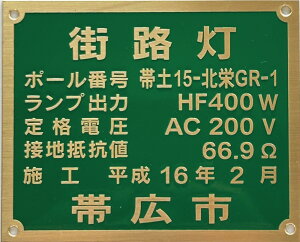 街路灯
ポール番号 帯土15-北栄GR-1
ランプ出力 HF400W
定格電圧 AC 200V
接地抵抗値 66.9Ω
施工 平成16年2月
帯広市